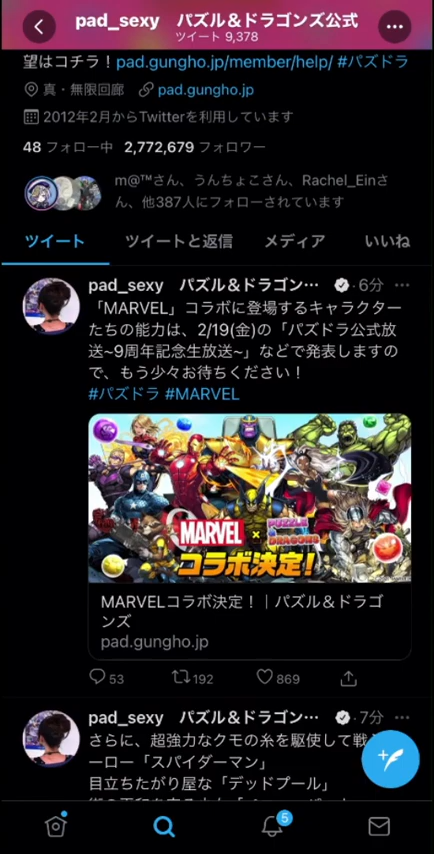 pad_sexy　パズル＆ドラゴンズ公式
ツイート 9,378
望はコチラ！pad.gungho.jp/member/help/ #パズドラ
真・無限回廊 pad.gungho.jp
2012年2月からTwitterを利用しています
48 フォロー中 2,772,679 フォロワー
m@™さん、うんちょこさん、Rachel_Einさ
ん、他387人にフォローされています
ツイート ツイートと返信 メディア いいね
pad_sexy　パズル＆ドラゴン… ・6分
「MARVEL」コラボに登場するキャラクター
たちの能力は、2/19(金)の「パズドラ公式放
送~9周年記念生放送~」などで発表しますの
で、もう少々お待ちください！
#パズドラ #MARVEL
MARVEL × PUZZLE & DRAGONS
コラボ決定！
MARVELコラボ決定！｜パズル＆ドラゴ
ンズ
pad.gungho.jp
53 192 869
pad_sexy　パズル＆ドラゴン… ・7分
さらに、超強力なクモの糸を駆使して戦
ーロー「スパイダーマン」
目立ちたがり屋な「デッドプール」
5